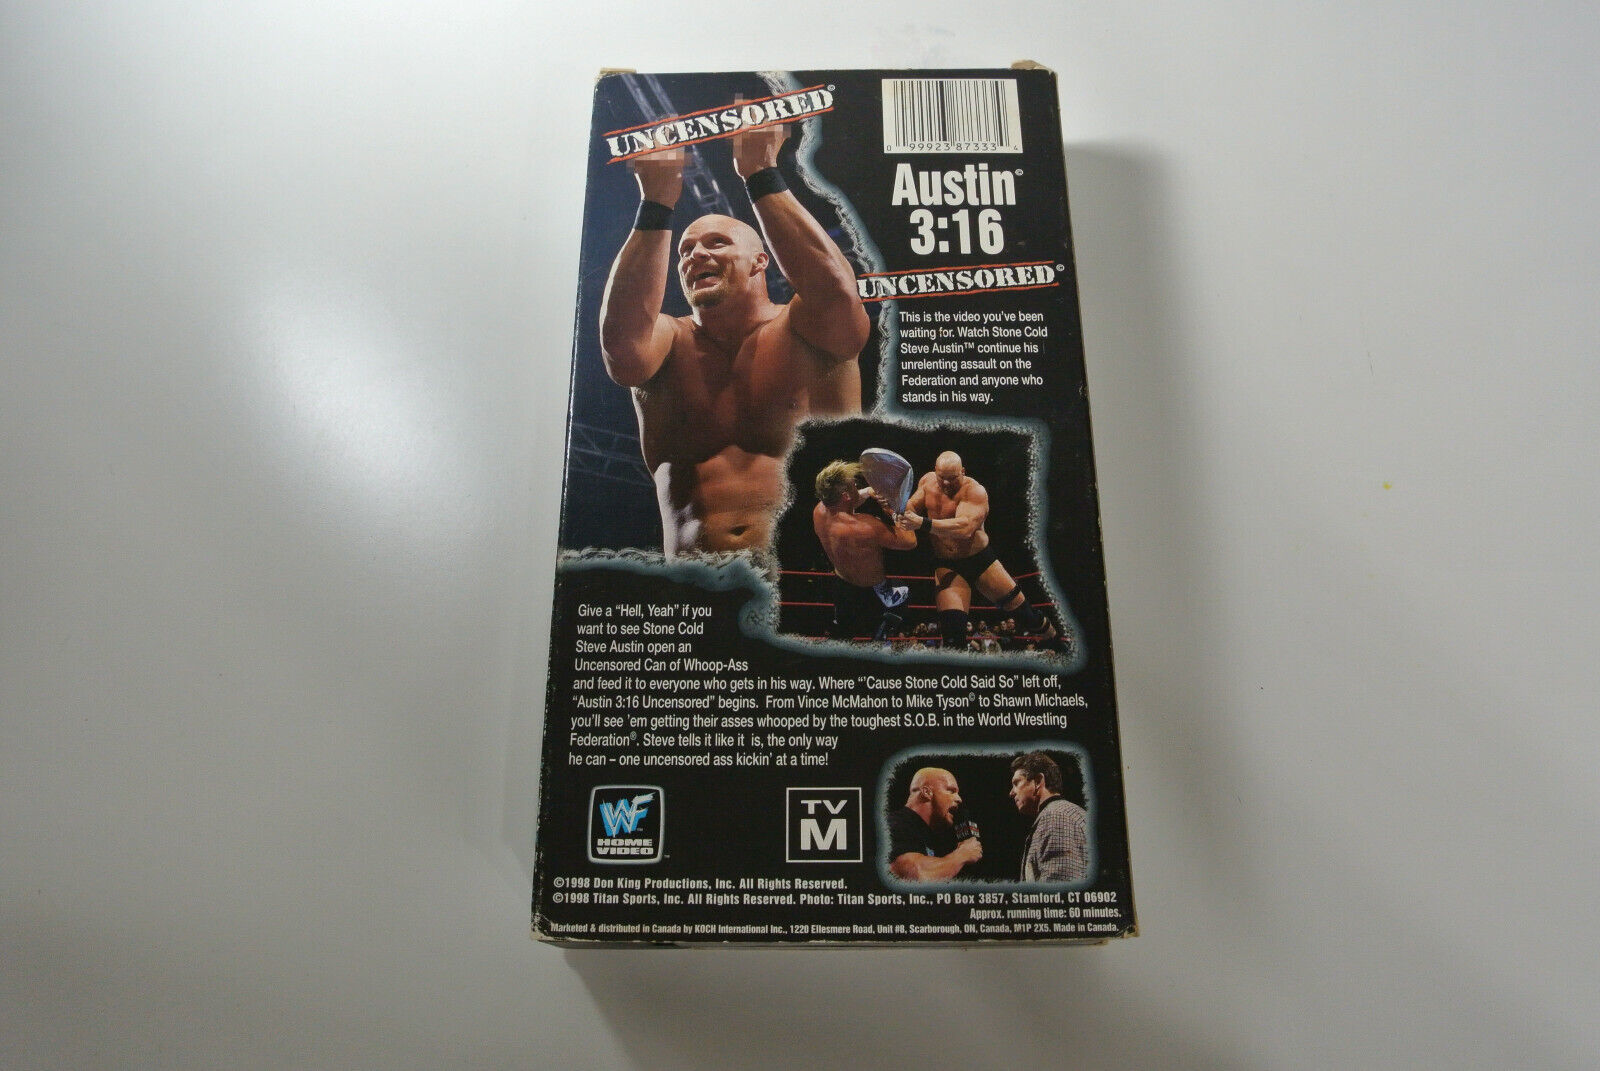 UNCENSORED©
0 99923 87333 4
Austin©
3:16
UNCENSORED©
This is the video you've been
waiting for. Watch Stone Cold
Steve Austin™ continue his
unrelenting assault on the
Federation and anyone who
stands in his way.
Give a “Hell, Yeah” if you
want to see Stone Cold
Steve Austin open an
Uncensored Can of Whoop-Ass
and feed it to everyone who gets in his way. Where “’Cause Stone Cold Said So” left off,
“Austin 3:16 Uncensored” begins. From Vince McMahon to Mike Tyson© to Shawn Michaels,
you'll see 'em getting their asses whooped by the toughest S.O.B. in the World Wrestling
Federation®. Steve tells it like it is, the only way
he can – one uncensored ass kickin' at a time!
WF
HOME
VIDEO™
TV
M
©1998 Don King Productions, Inc. All Rights Reserved.
©1998 Titan Sports, Inc. All Rights Reserved. Photo: Titan Sports, Inc., PO Box 3857, Stamford, CT 06902
Approx. running time: 60 minutes.
Marketed & distributed in Canada by KOCH International Inc., 1220 Ellesmere Road, Unit #8, Scarborough, ON, Canada, M1P 2X5. Made in Canada.